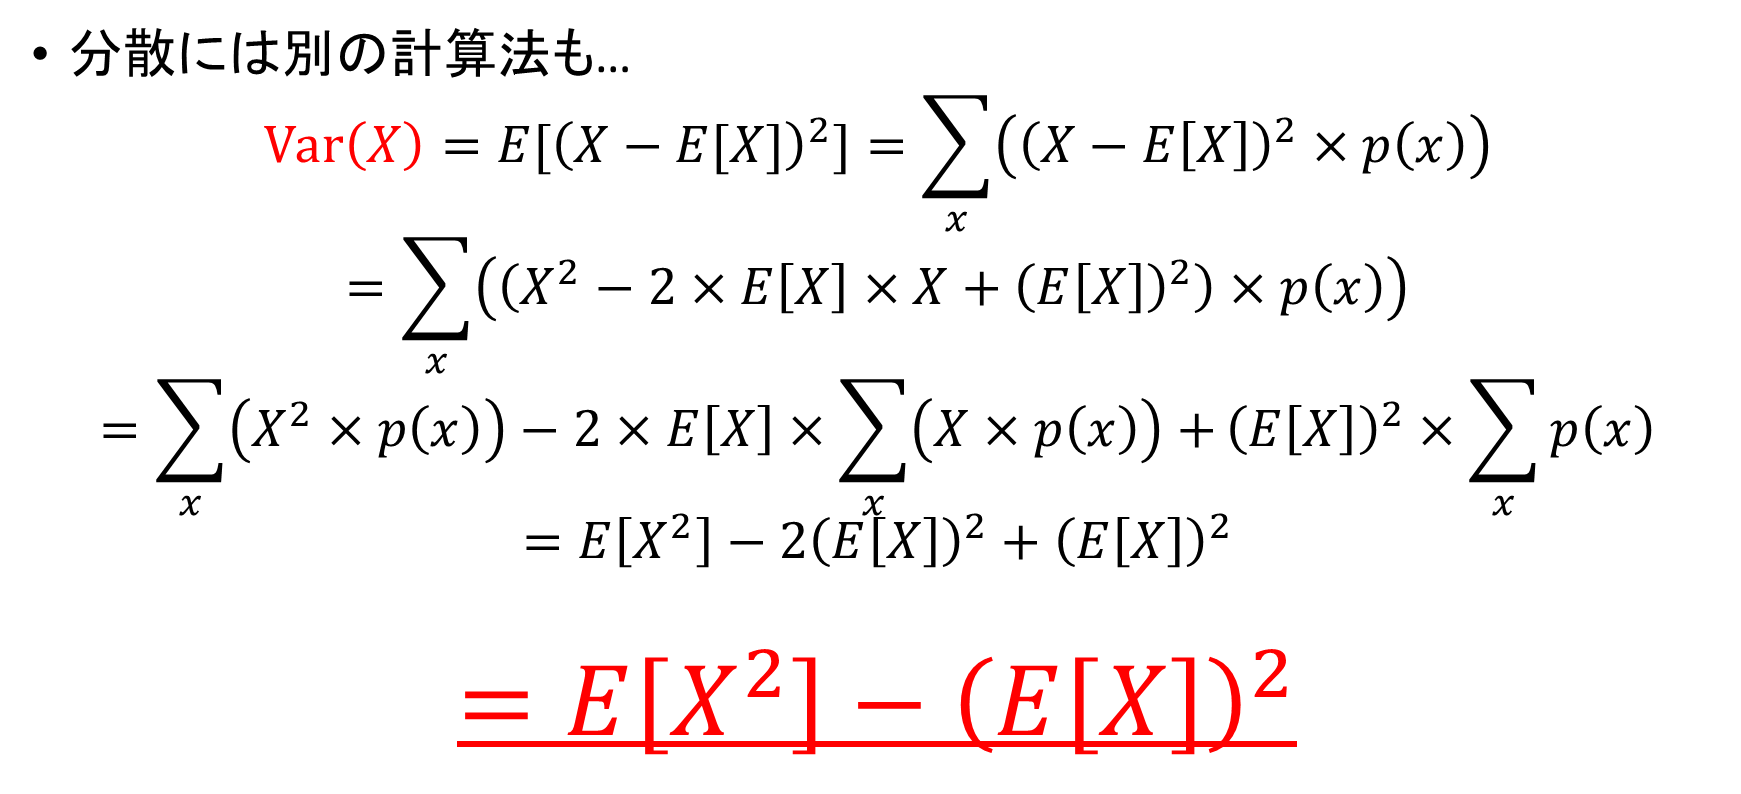 • 分散には別の計算法も…
Var(X) = E[(X − E[X])²] = ∑ₓ((X − E[X])² × p(x))
= ∑ₓ((X² − 2 × E[X] × X + (E[X])²) × p(x))
= ∑ₓ(X² × p(x)) − 2 × E[X] × ∑ₓ(X × p(x)) + (E[X])² × ∑ₓ p(x)
= E[X²] − 2(E[X])² + (E[X])²
= E[X²] − (E[X])²